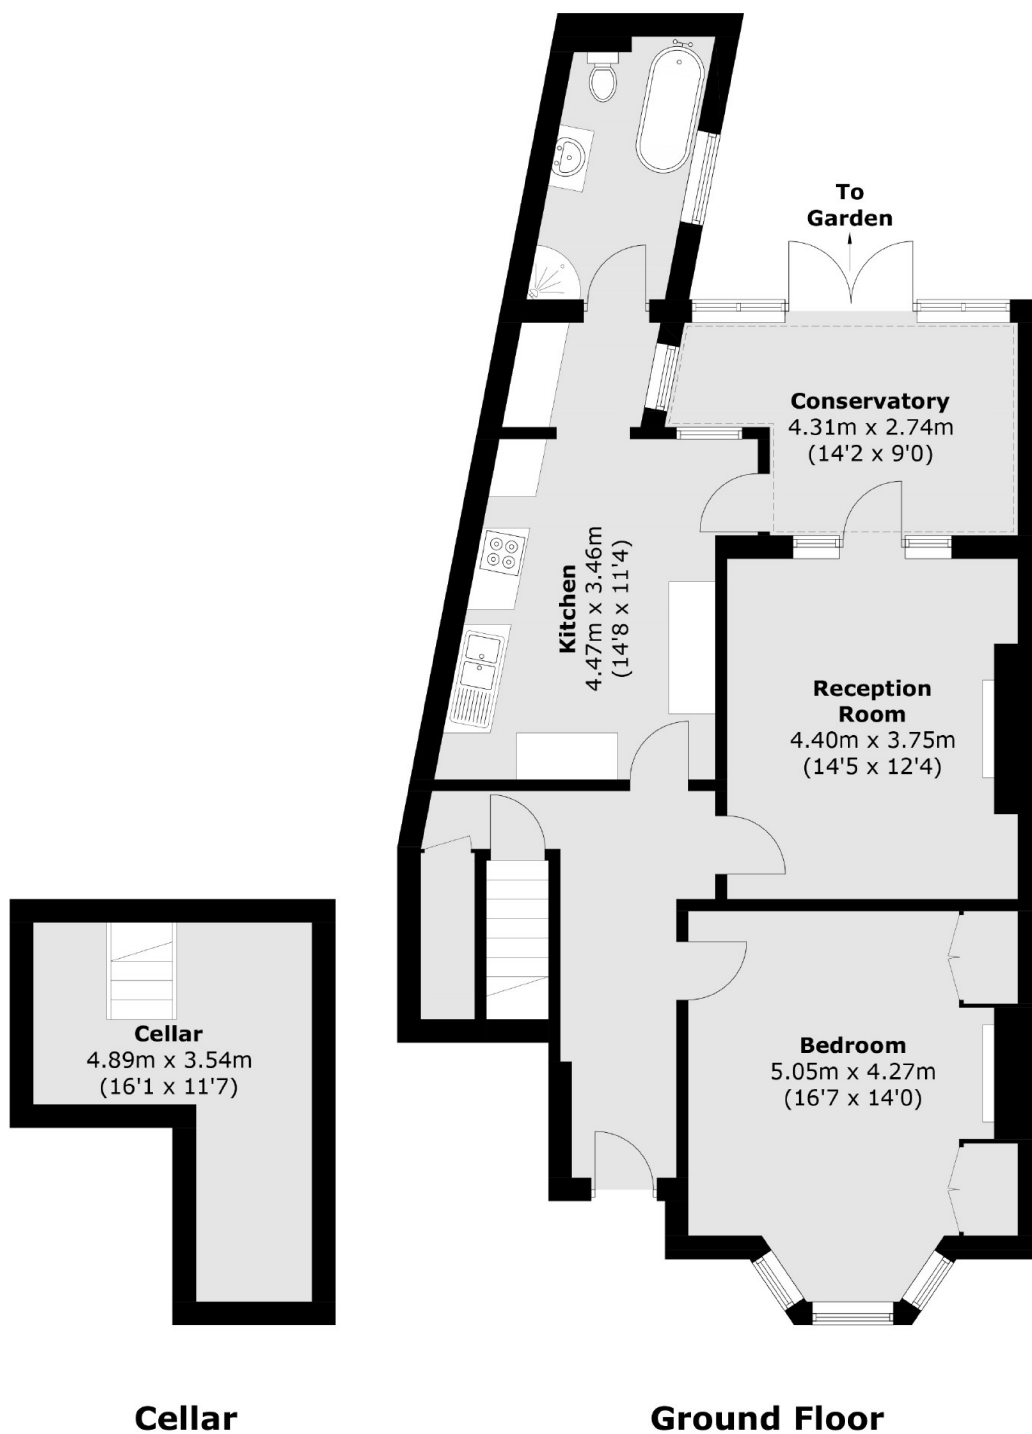 To
Garden
Conservatory
4.31m x 2.74m
(14'2 x 9'0)
Kitchen
4.47m x 3.46m
(14'8 x 11'4)
Reception
Room
4.40m x 3.75m
(14'5 x 12'4)
Cellar
4.89m x 3.54m
(16'1 x 11'7)
Bedroom
5.05m x 4.27m
(16'7 x 14'0)
Cellar
Ground Floor